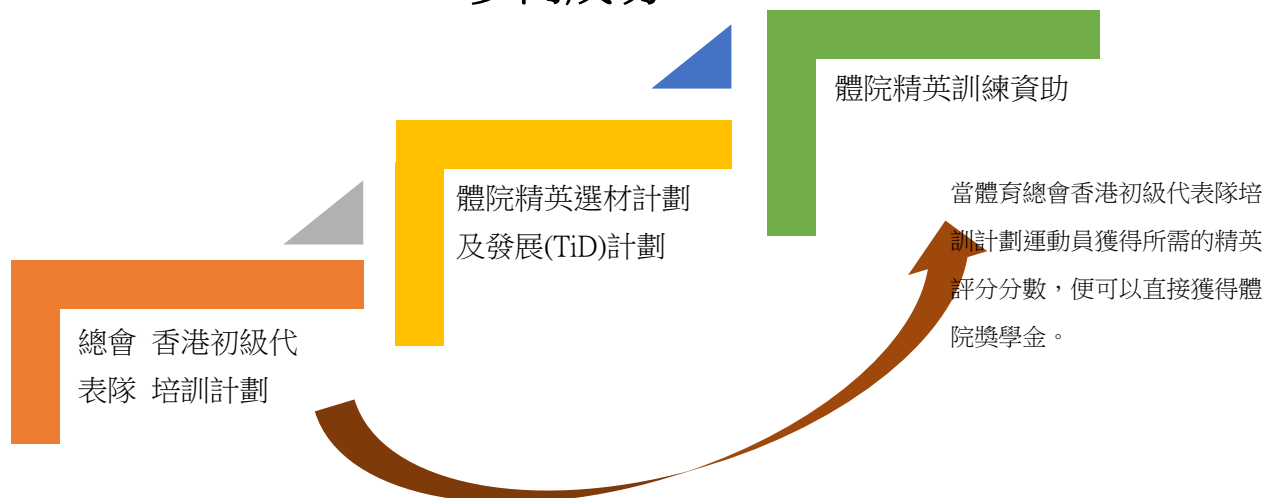 體院精英訓練資助
體院精英選材計劃
及發展(TiD)計劃
當體育總會香港初級代表隊培
訓計劃運動員獲得所需的精英
評分分數，便可以直接獲得體
院獎學金。
總會 香港初級代
表隊 培訓計劃